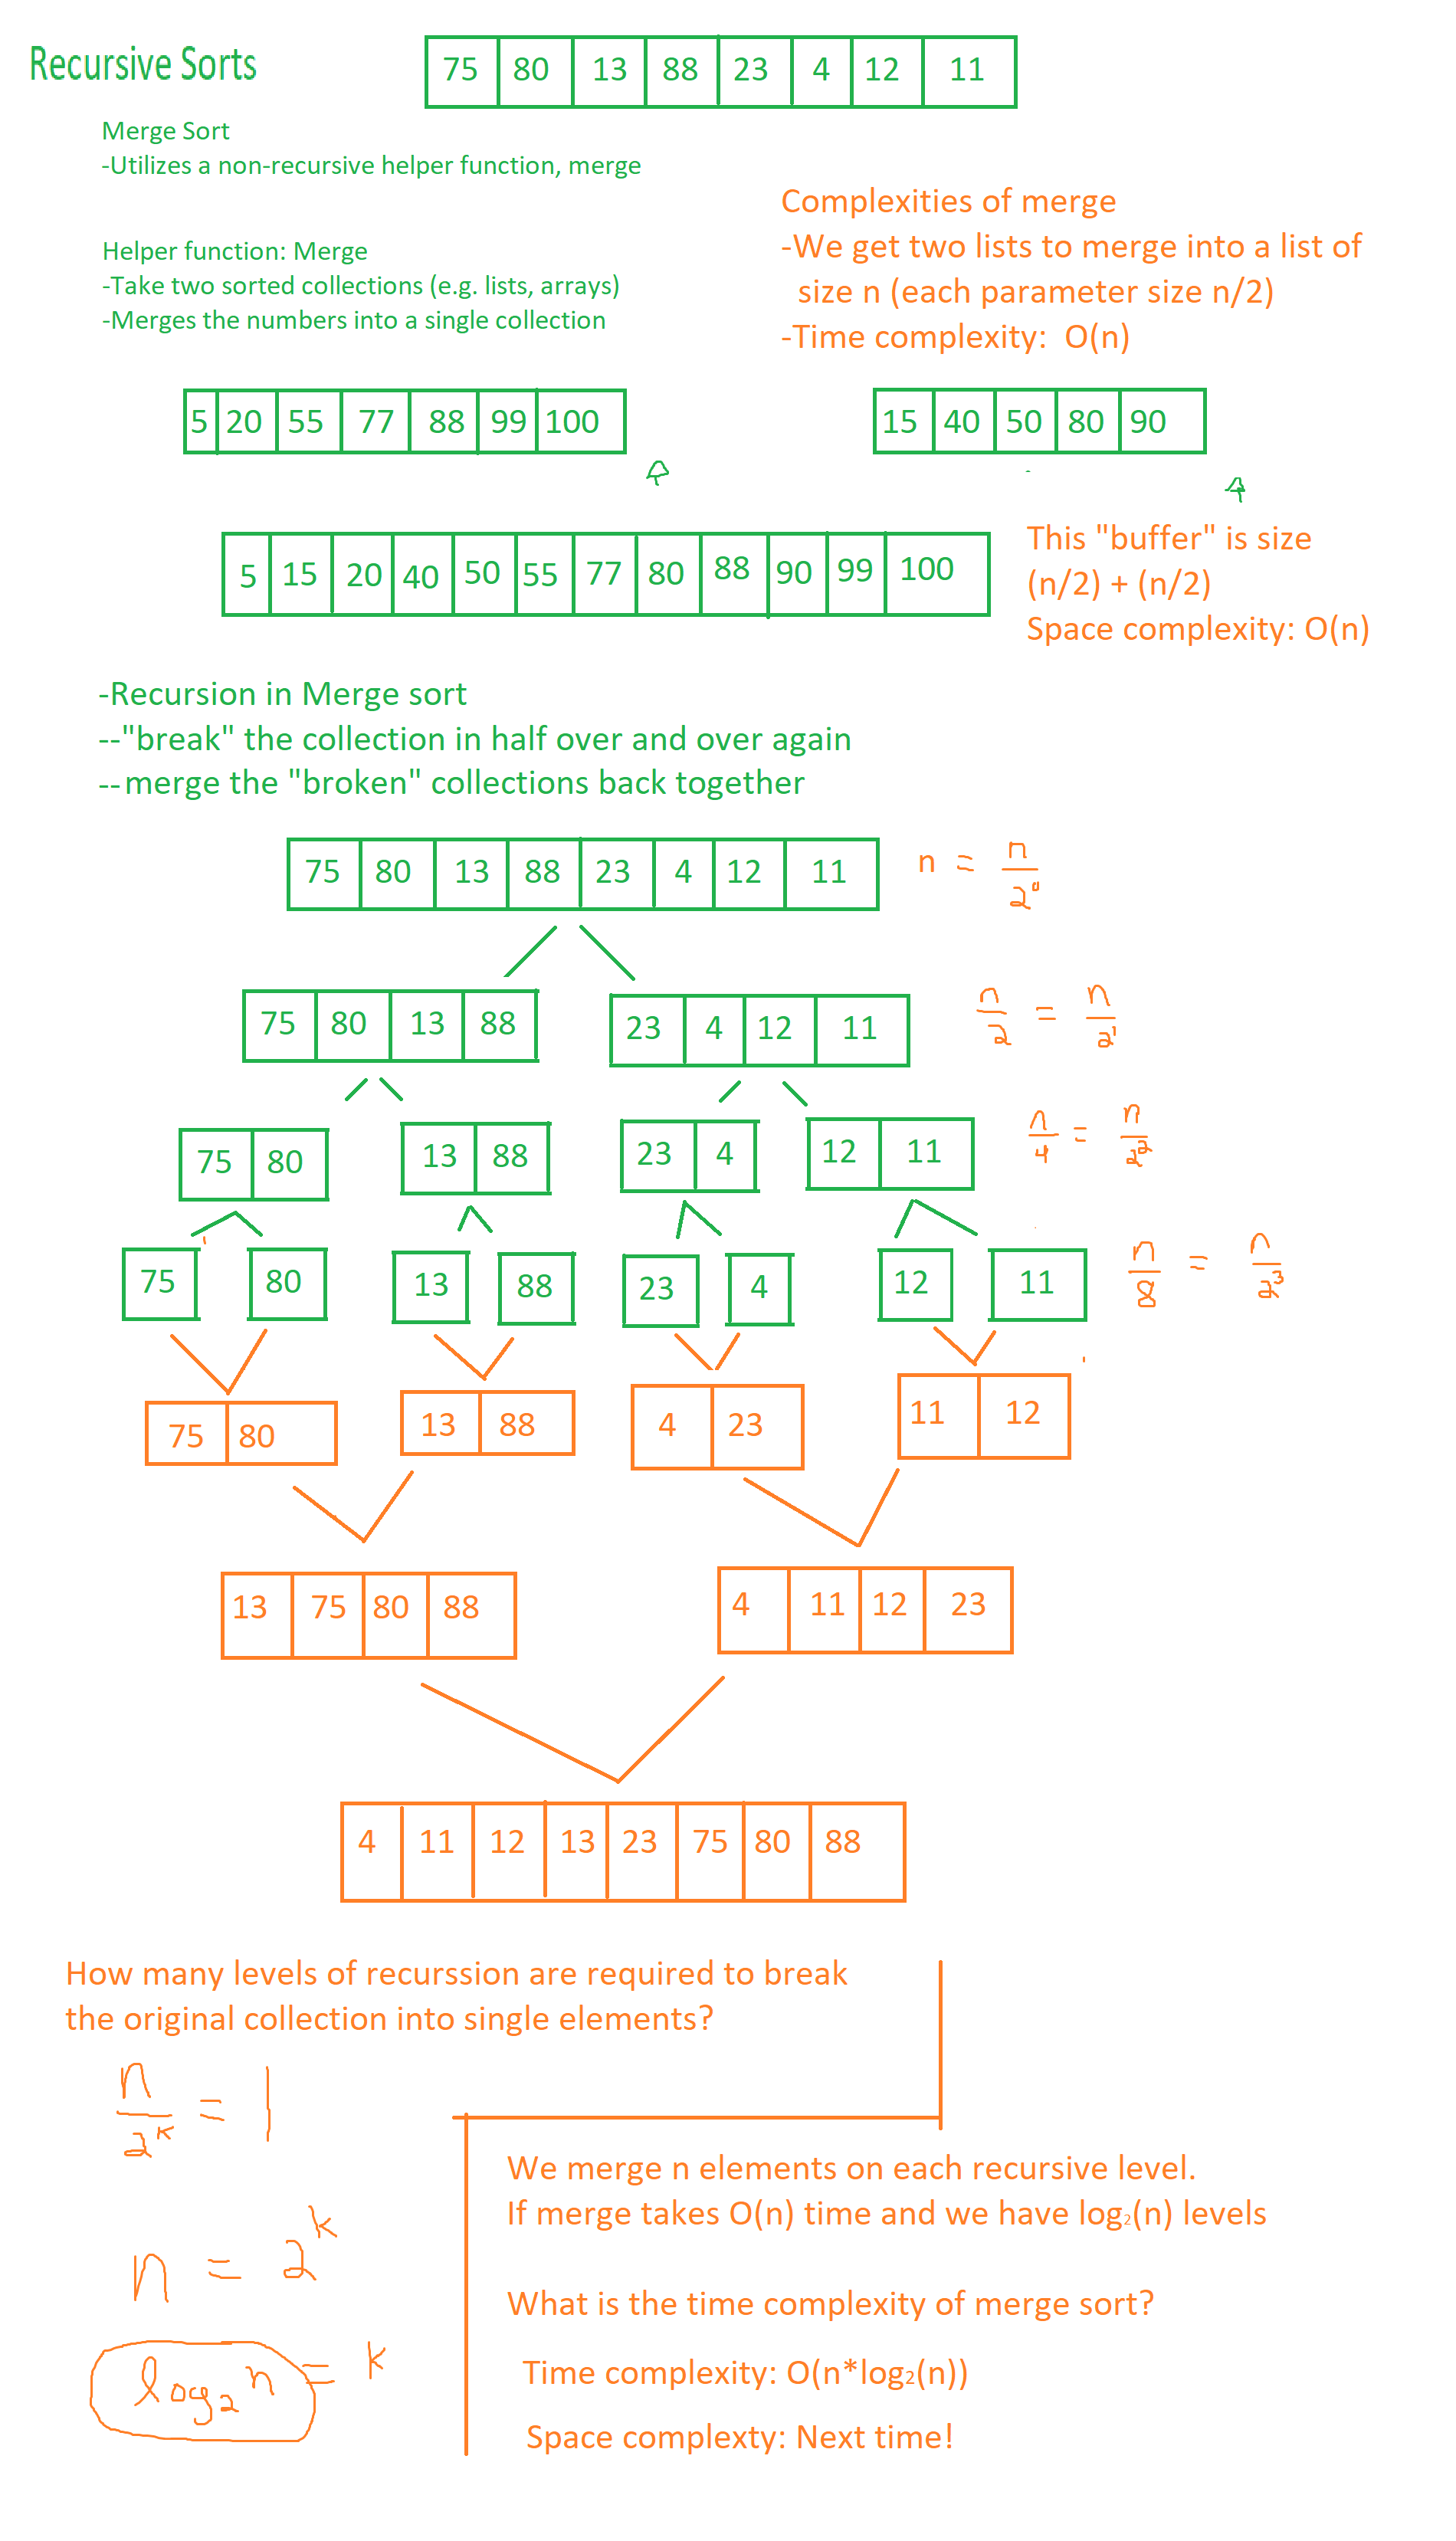 Recursive Sorts
75 80 13 88 23 4 12 11
Merge Sort
-Utilizes a non-recursive helper function, merge
Helper function: Merge
-Take two sorted collections (e.g. lists, arrays)
-Merges the numbers into a single collection
Complexities of merge
-We get two lists to merge into a list of
size n (each parameter size n/2)
-Time complexity: O(n)
5 20 55 77 88 99 100
15 40 50 80 90
5 15 20 40 50 55 77 80 88 90 99 100
This "buffer" is size
(n/2) + (n/2)
Space complexity: O(n)
-Recursion in Merge sort
--"break" the collection in half over and over again
--merge the "broken" collections back together
75 80 13 88 23 4 12 11
n = n/2^0
75 80 13 88
23 4 12 11
n/2 = n/2^1
75 80
13 88
23 4
12 11
n/4 = n/2^2
75
80
13
88
23
4
12
11
n/8 = n/2^3
75 80
13 88
4 23
11 12
13 75 80 88
4 11 12 23
4 11 12 13 23 75 80 88
How many levels of recurssion are required to break
the original collection into single elements?
n/2^k = 1
n = 2^k
log₂n = k
We merge n elements on each recursive level.
If merge takes O(n) time and we have log₂(n) levels
What is the time complexity of merge sort?
Time complexity: O(n*log₂(n))
Space complexty: Next time!